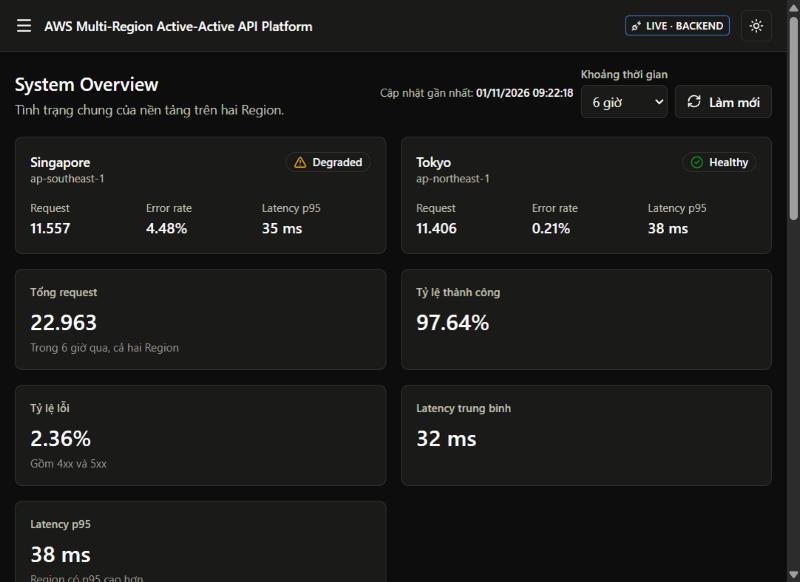 AWS Multi-Region Active-Active API Platform
LIVE · BACKEND
System Overview
Tình trạng chung của nền tảng trên hai Region.
Cập nhật gần nhất: 01/11/2026 09:22:18
Khoảng thời gian
6 giờ
Làm mới
Singapore
ap-southeast-1
Degraded
Request
Error rate
Latency p95
11.557
4.48%
35 ms
Tokyo
ap-northeast-1
Healthy
Request
Error rate
Latency p95
11.406
0.21%
38 ms
Tổng request
22.963
Trong 6 giờ qua, cả hai Region
Tỷ lệ thành công
97.64%
Tỷ lệ lỗi
2.36%
Gồm 4xx và 5xx
Latency trung bình
32 ms
Latency p95
38 ms
Region có p95 cao hơn